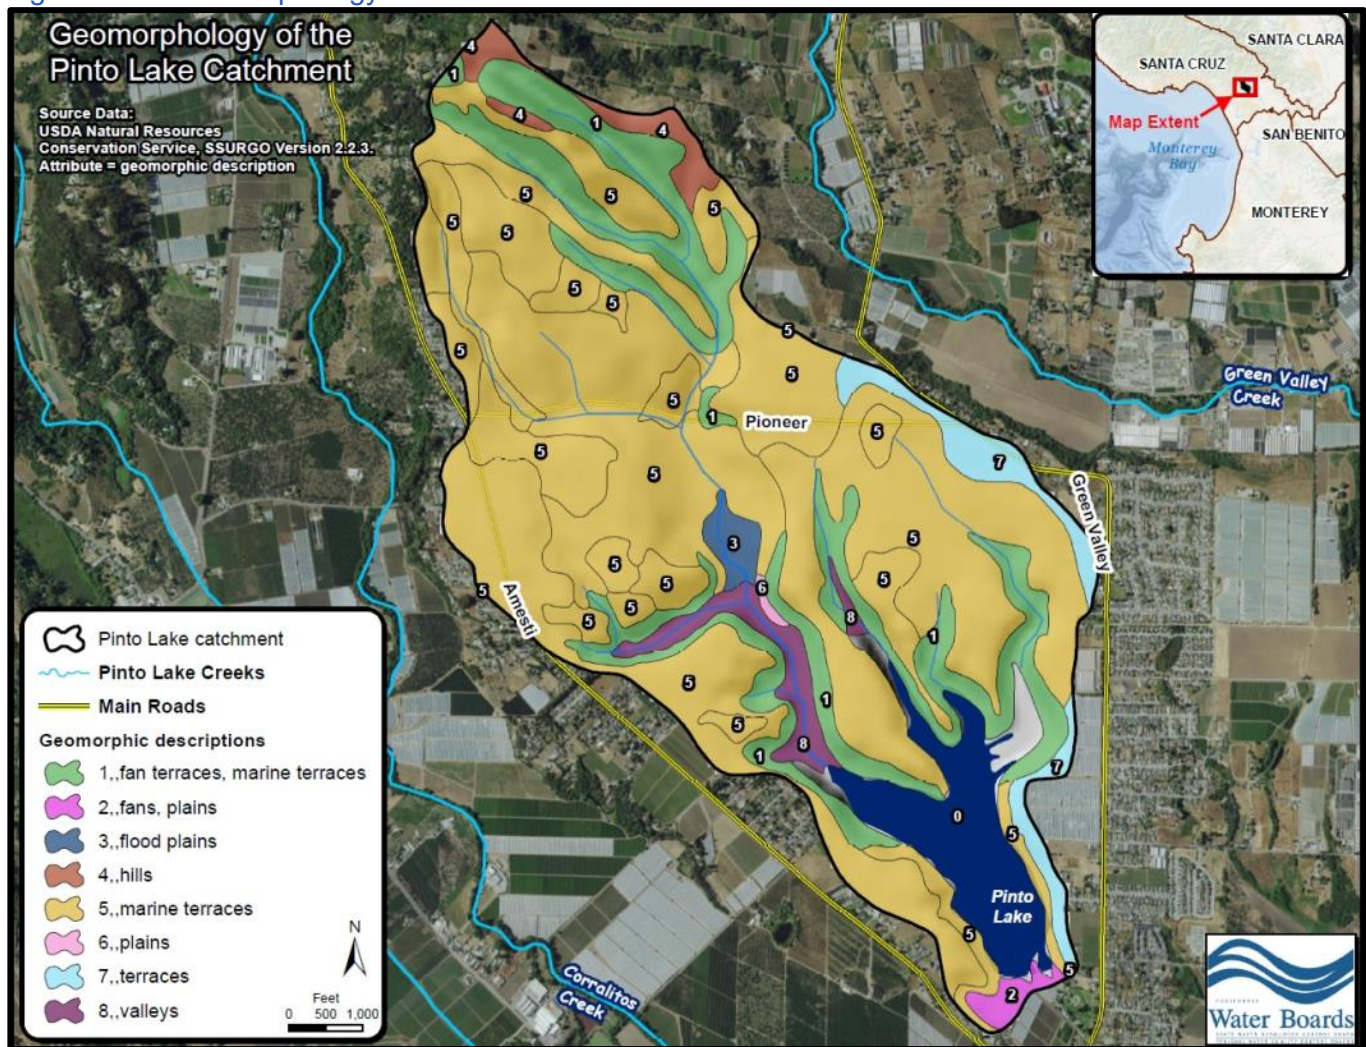 Geomorphology of the
Pinto Lake Catchment
Source Data:
USDA Natural Resources
Conservation Service, SSURGO Version 2.2.3.
Attribute = geomorphic description
SANTA CLARA
SANTA CRUZ
Map Extent
SAN BENITO
Monterey
Bay
MONTEREY
4
1
4
1
4
5
5
5
5
5
5
5
5
5
5
5
1
Pioneer
5
Green Valley
Creek
5
5
7
Green Valley
3
5
5
5
5
6
5
Amesti
5
5
8
1
5
1
5
8
1
7
0
5
Pinto
Lake
5
5
2
Corralitos
Creek
Pinto Lake catchment
Pinto Lake Creeks
Main Roads
Geomorphic descriptions
1,,fan terraces, marine terraces
2,,fans, plains
3,,flood plains
4,,hills
5,,marine terraces
6,,plains
7,,terraces
8,,valleys
N
Feet
0 500 1,000
CALIFORNIA
Water Boards